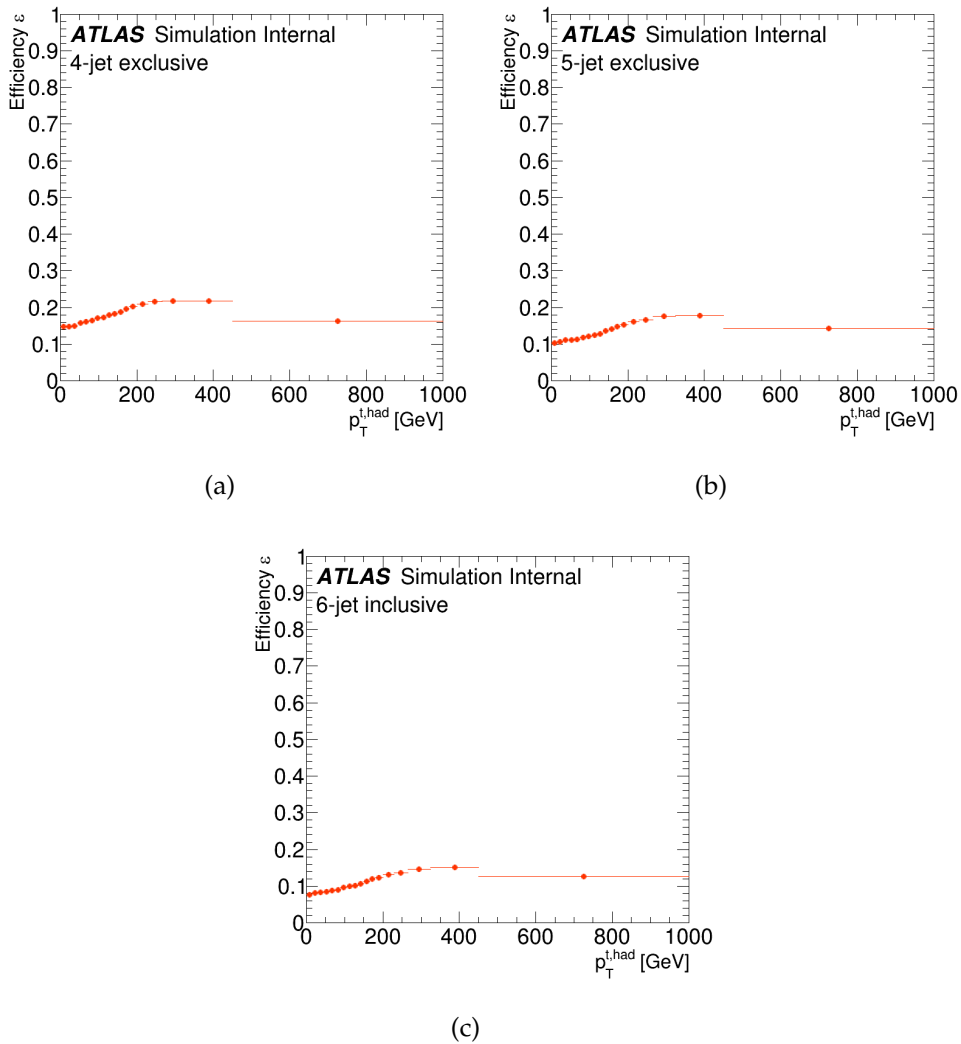 ATLAS Simulation Internal
4-jet exclusive
Efficiency ε
1
0.9
0.8
0.7
0.6
0.5
0.4
0.3
0.2
0.1
0
0 200 400 600 800 1000
p_T^{t,had} [GeV]
(a)
ATLAS Simulation Internal
5-jet exclusive
Efficiency ε
1
0.9
0.8
0.7
0.6
0.5
0.4
0.3
0.2
0.1
0
0 200 400 600 800 1000
p_T^{t,had} [GeV]
(b)
ATLAS Simulation Internal
6-jet inclusive
Efficiency ε
1
0.9
0.8
0.7
0.6
0.5
0.4
0.3
0.2
0.1
0
0 200 400 600 800 1000
p_T^{t,had} [GeV]
(c)